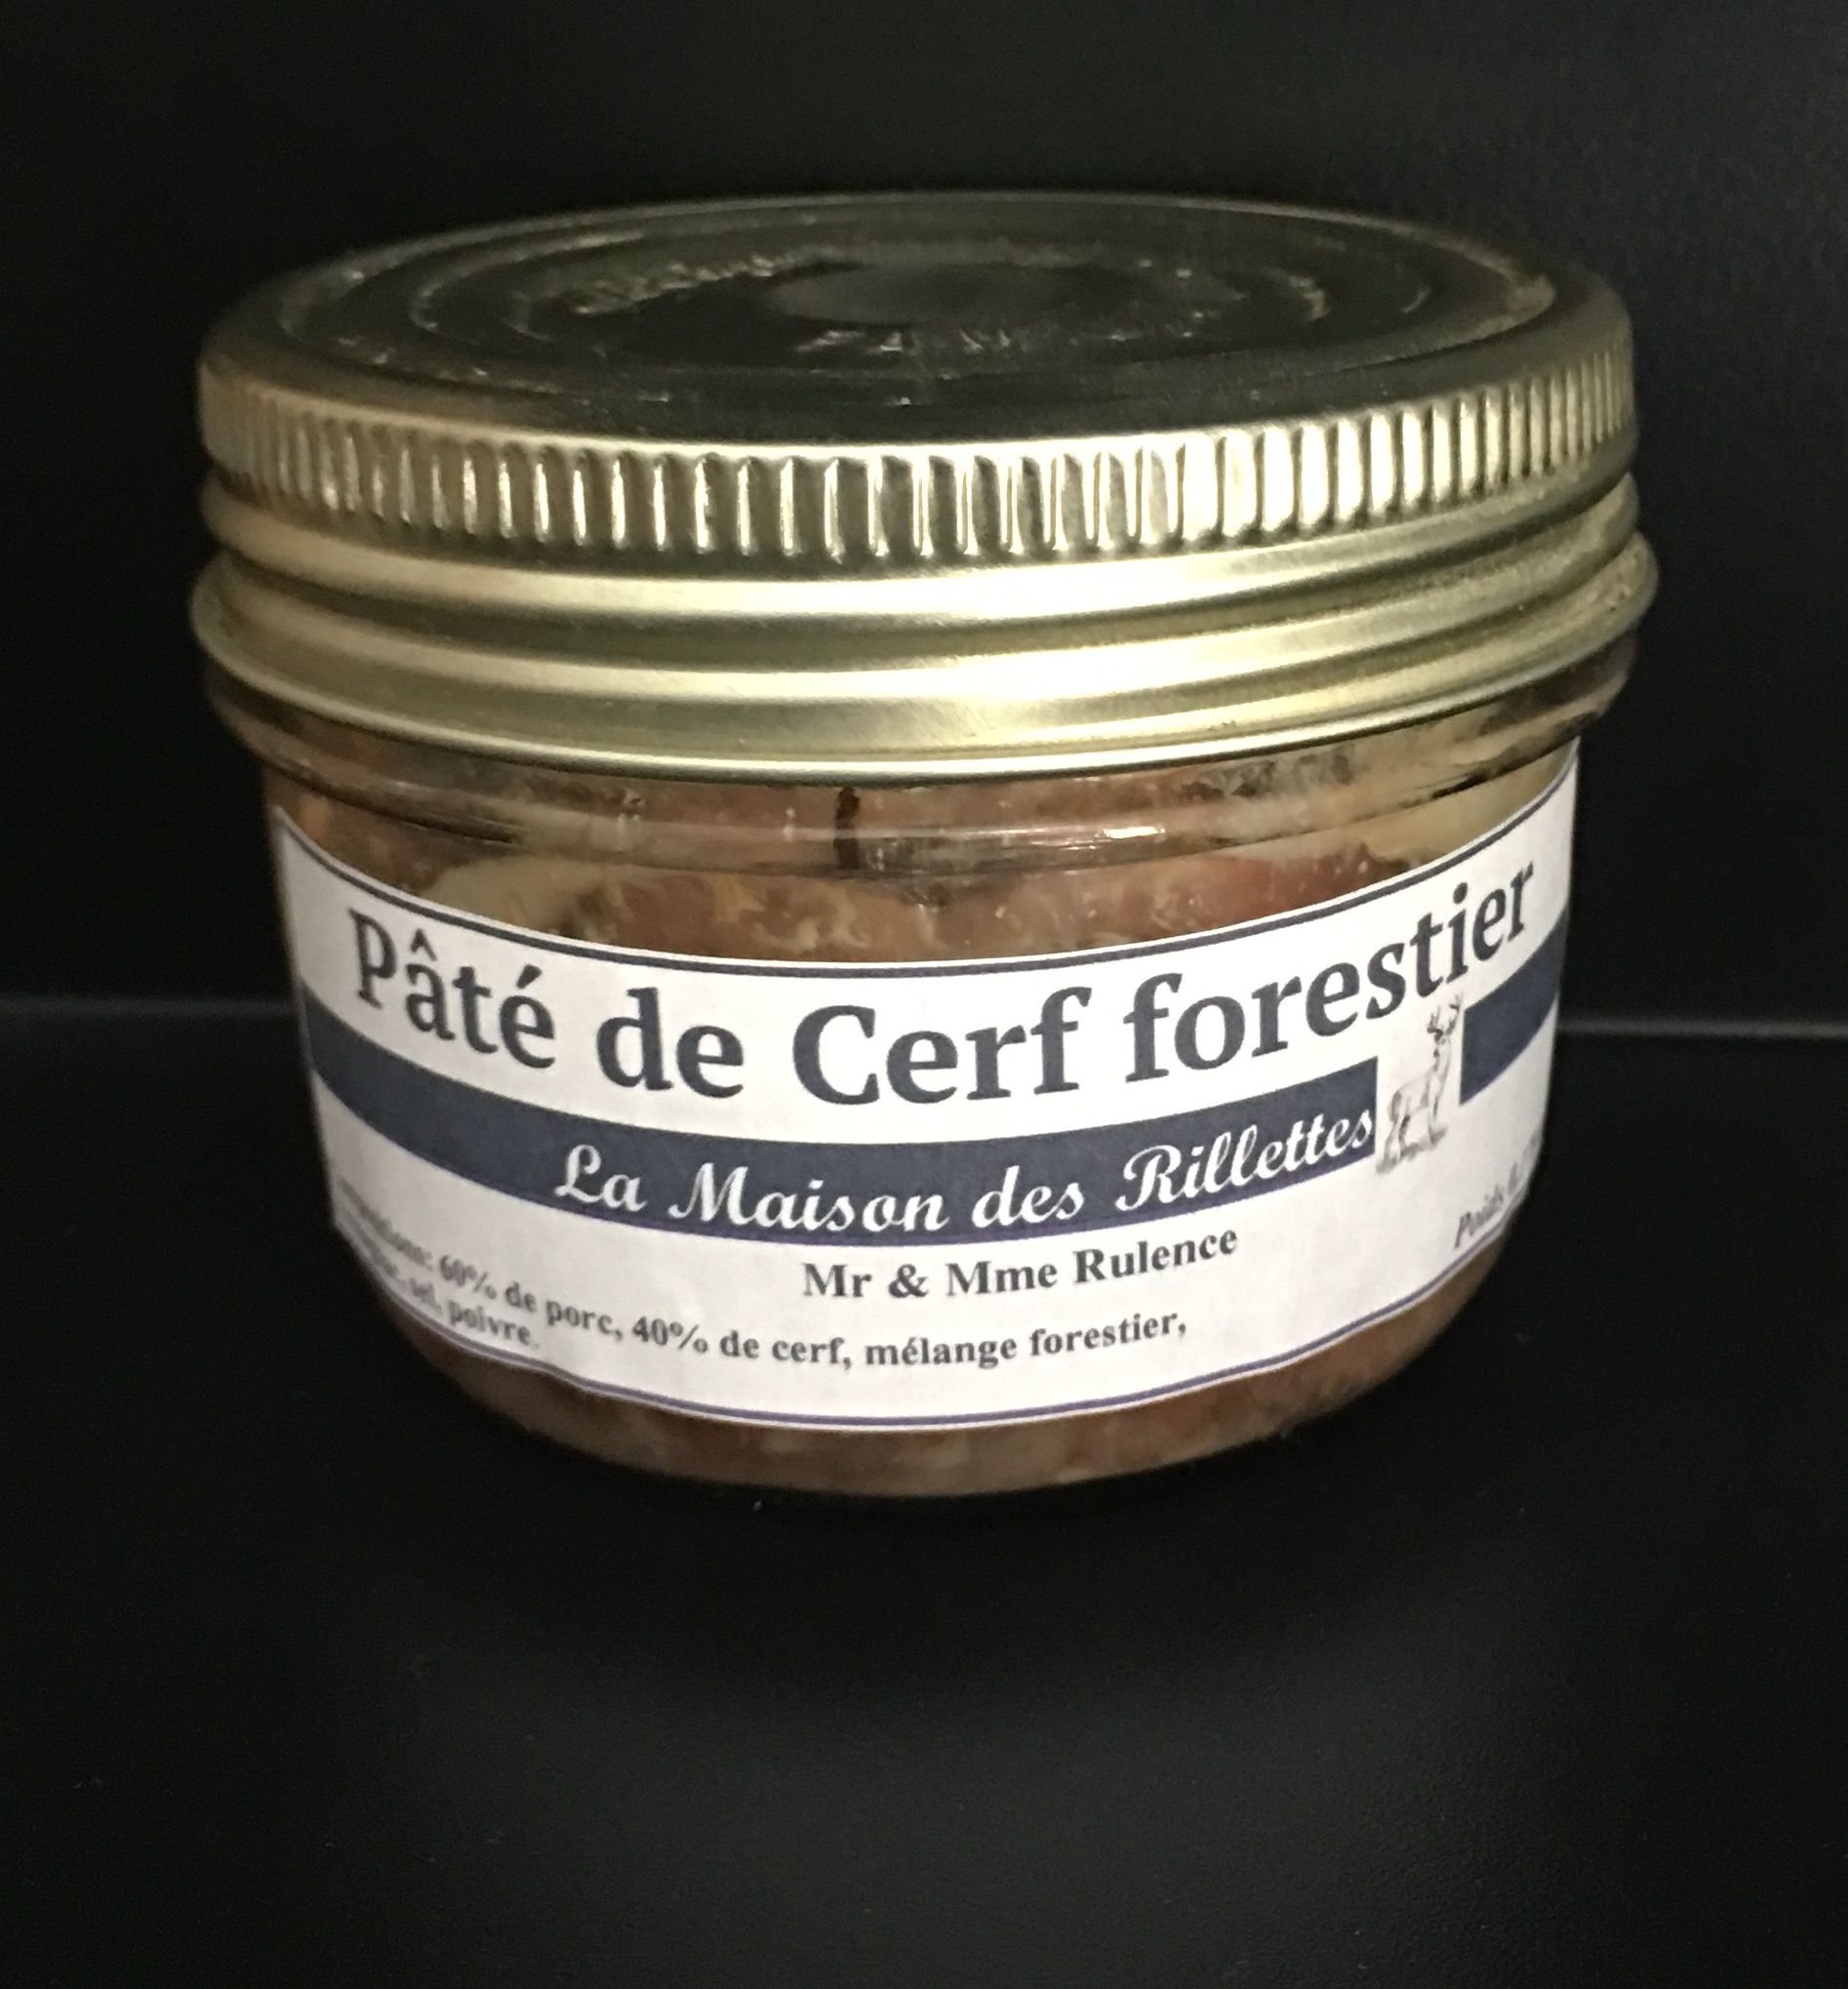 Pâté de Cerf forestier
La Maison des Rillettes
Mr & Mme Rulence
Poids
60% de porc, 40% de cerf, mélange forestier,
sel, poivre.